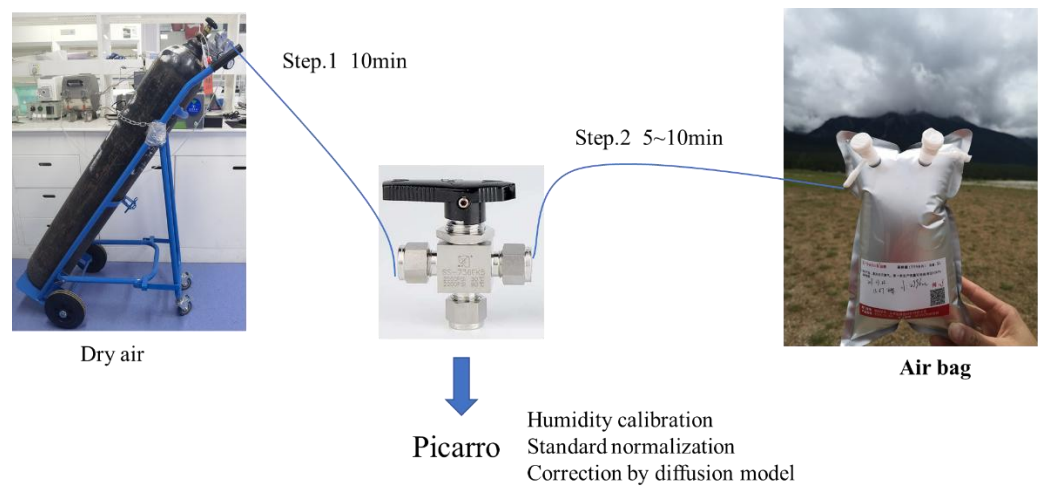 Step.1 10min
Step.2 5~10min
Dry air
Air bag
Picarro
Humidity calibration
Standard normalization
Correction by diffusion model